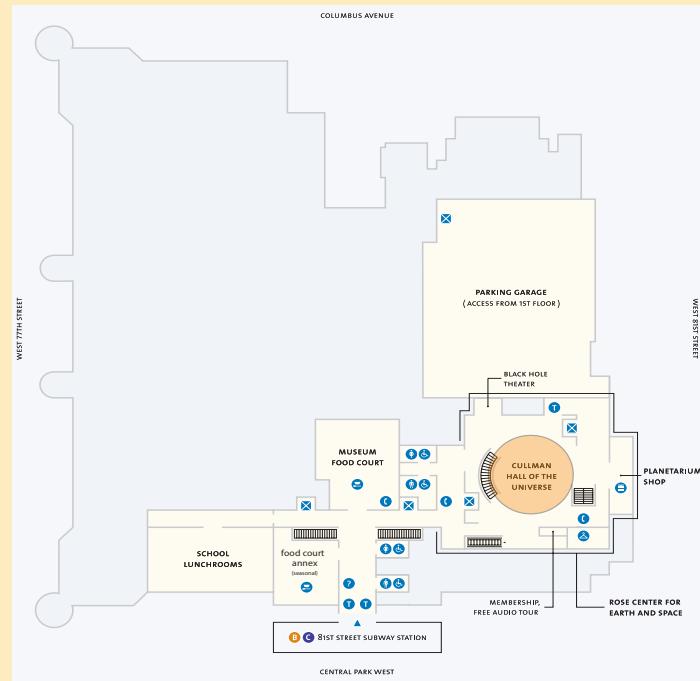 COLUMBUS AVENUE
WEST 77TH STREET
WEST 81ST STREET
PARKING GARAGE
(ACCESS FROM 1ST FLOOR)
BLACK HOLE
THEATER
MUSEUM
FOOD COURT
CULLMAN
HALL OF THE
UNIVERSE
PLANETARIUM
SHOP
T
SCHOOL
LUNCHROOMS
food court
annex
(seasonal)
?
T T
MEMBERSHIP,
FREE AUDIO TOUR
ROSE CENTER FOR
EARTH AND SPACE
B C 81ST STREET SUBWAY STATION
CENTRAL PARK WEST